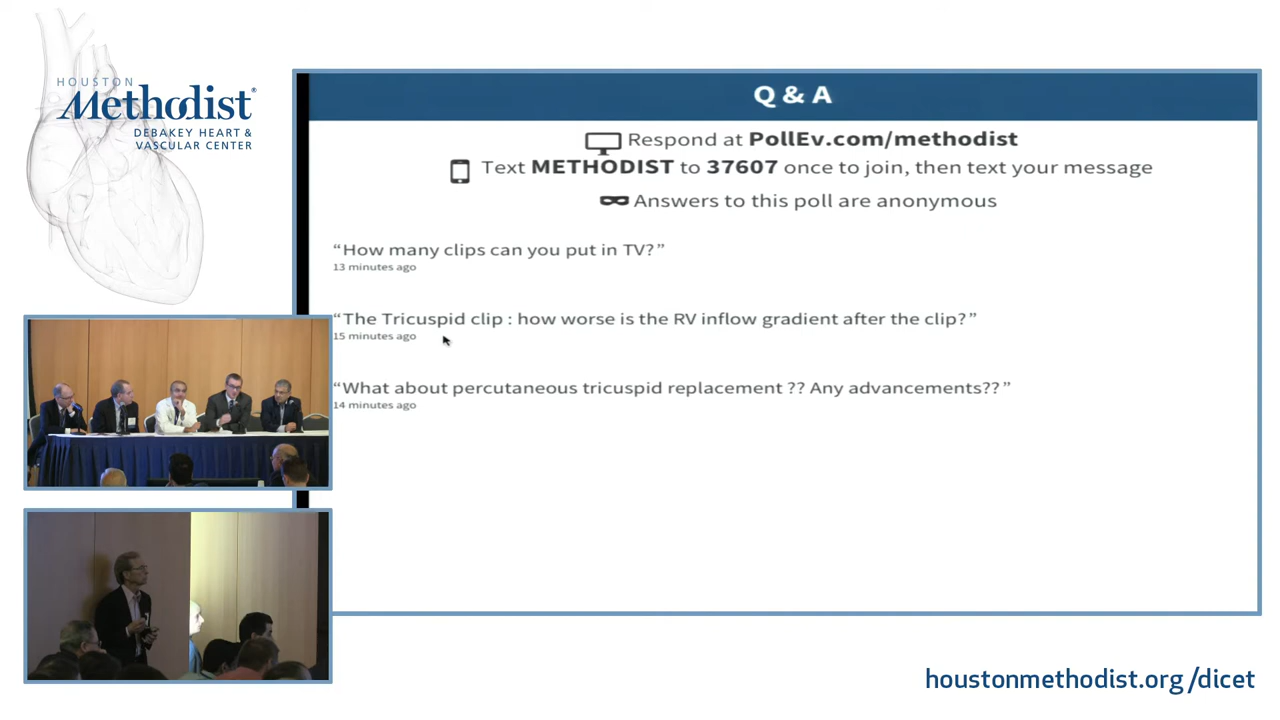 HOUSTON
Methodist®
DEBAKEY HEART &
VASCULAR CENTER
Q & A
Respond at PollEv.com/methodist
Text METHODIST to 37607 once to join, then text your message
Answers to this poll are anonymous
“How many clips can you put in TV?”
13 minutes ago
“The Tricuspid clip : how worse is the RV inflow gradient after the clip?”
15 minutes ago
“What about percutaneous tricuspid replacement ?? Any advancements??”
14 minutes ago
houstonmethodist.org/dicet